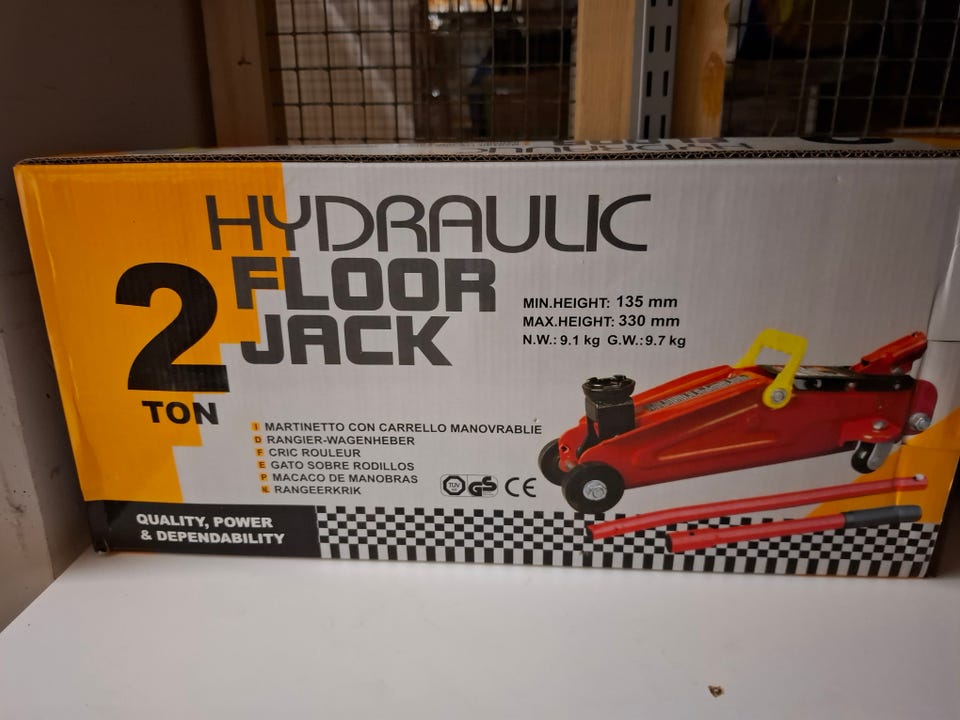 HYDRAULIC
FLOOR
JACK
2
TON
MIN.HEIGHT: 135 mm
MAX.HEIGHT: 330 mm
N.W.: 9.1 kg G.W.: 9.7 kg
I MARTINETTO CON CARRELLO MANOVRABLIE
D RANGIER-WAGENHEBER
F CRIC ROULEUR
E GATO SOBRE RODILLOS
P MACACO DE MANOBRAS
NL RANGEERKRIK
TÜV GS CE
QUALITY, POWER
& DEPENDABILITY